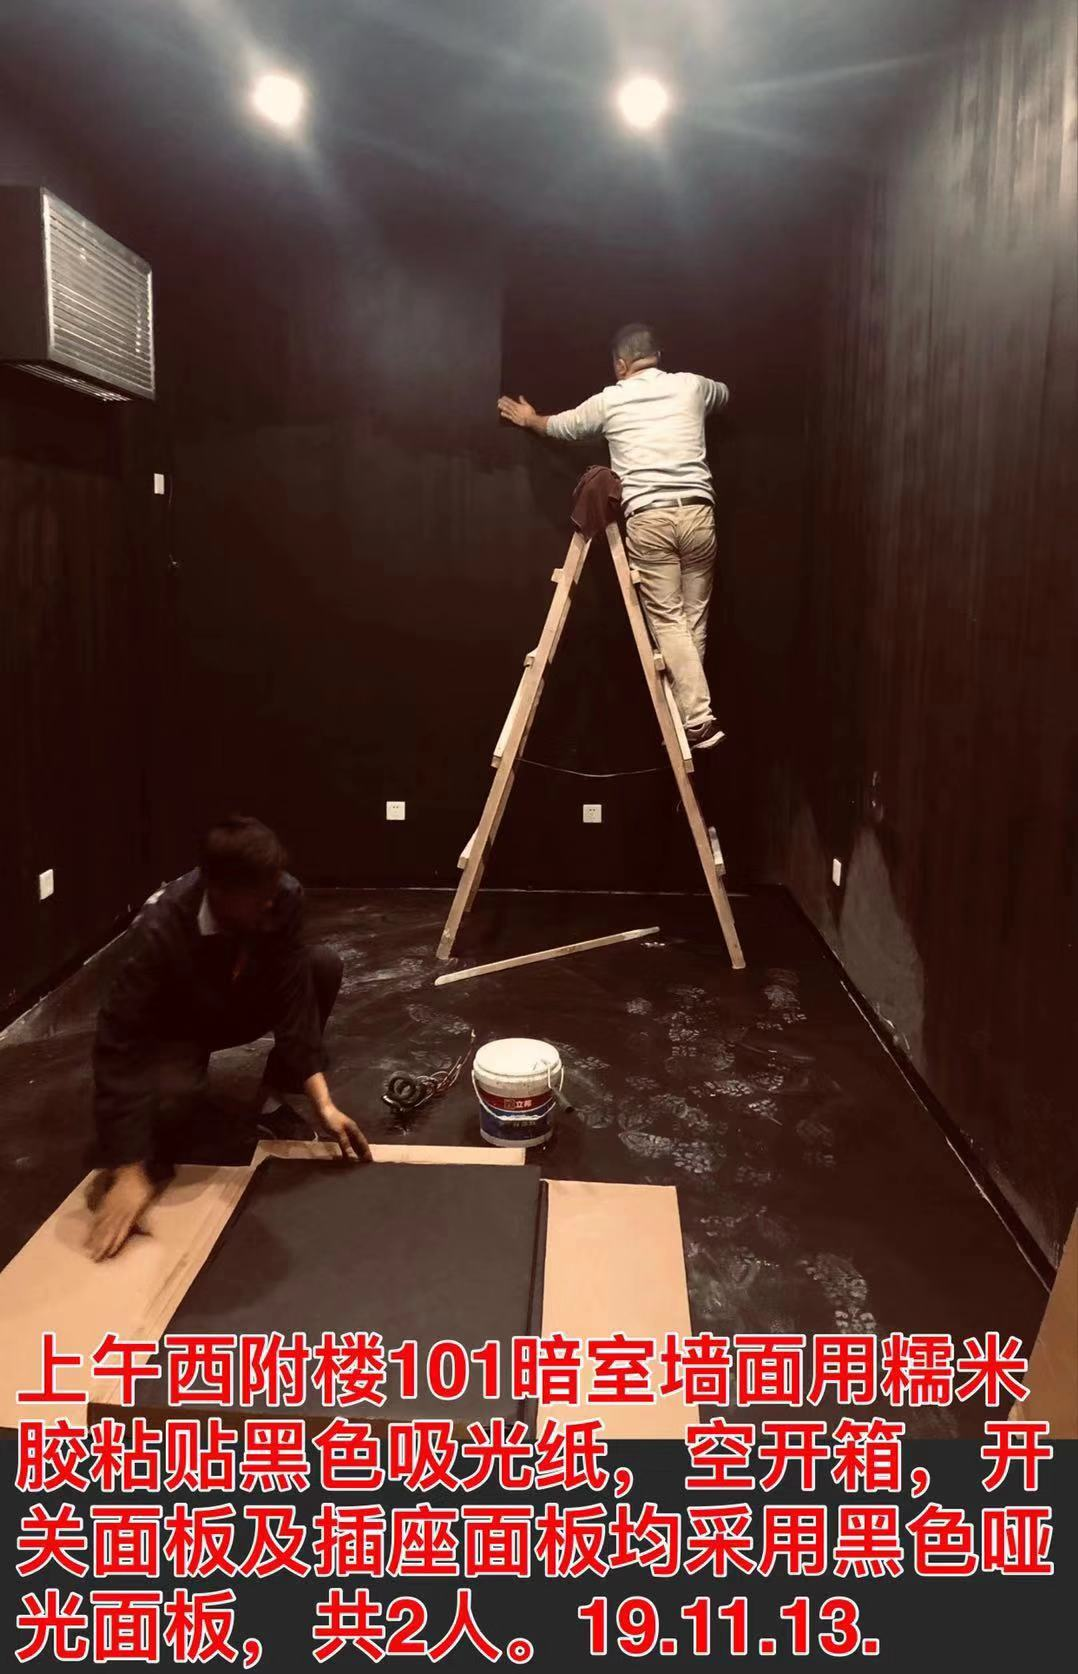 立邦
上午西附楼101暗室墙面用糯米
胶粘贴黑色吸光纸，空开箱，开
关面板及插座面板均采用黑色哑
光面板，共2人。19.11.13.